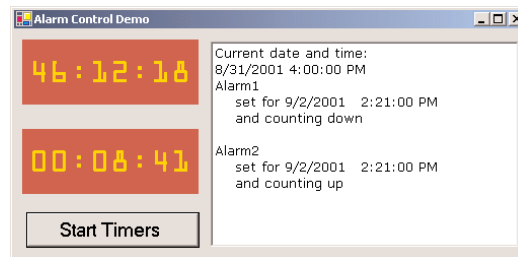 Alarm Control Demo
46:12:18
00:08:41
Start Timers
Current date and time:
8/31/2001 4:00:00 PM
Alarm1
set for 9/2/2001 2:21:00 PM
and counting down
Alarm2
set for 9/2/2001 2:21:00 PM
and counting up